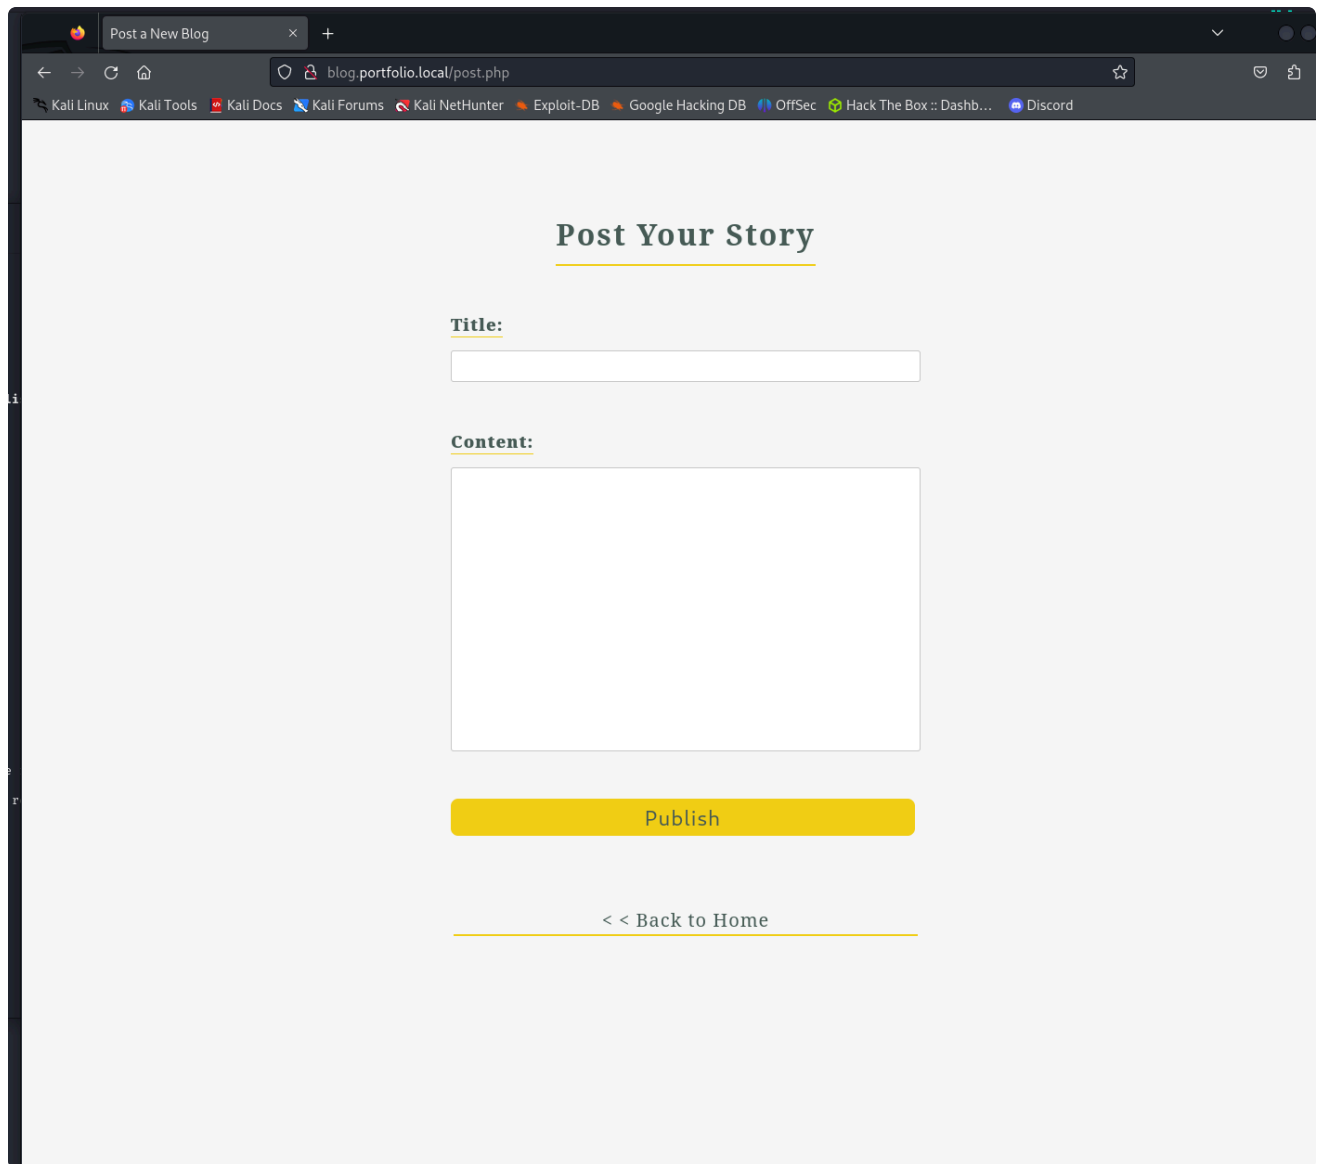 Post a New Blog
blog.portfolio.local/post.php
Kali Linux Kali Tools Kali Docs Kali Forums Kali NetHunter Exploit-DB Google Hacking DB OffSec Hack The Box :: Dashb... Discord
Post Your Story
Title:
li
Content:
e
r
Publish
< < Back to Home